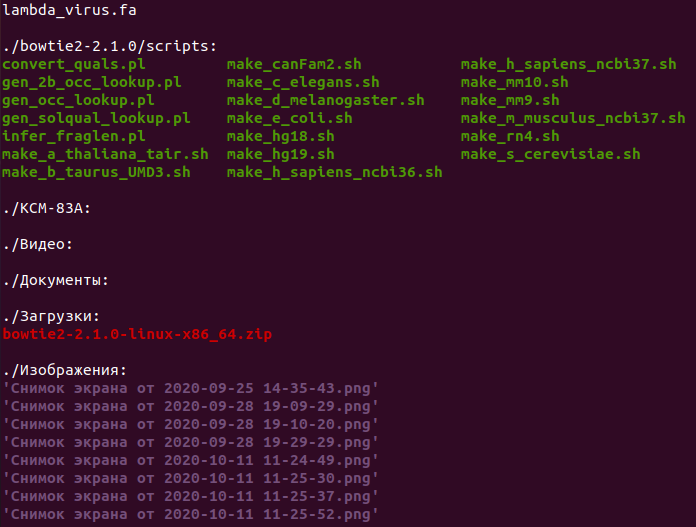 lambda_virus.fa
./bowtie2-2.1.0/scripts:
convert_quals.pl make_canFam2.sh make_h_sapiens_ncbi37.sh
gen_2b_occ_lookup.pl make_c_elegans.sh make_mm10.sh
gen_occ_lookup.pl make_d_melanogaster.sh make_mm9.sh
gen_solqual_lookup.pl make_e_coli.sh make_m_musculus_ncbi37.sh
infer_fraglen.pl make_hg18.sh make_rn4.sh
make_a_thaliana_tair.sh make_hg19.sh make_s_cerevisiae.sh
make_b_taurus_UMD3.sh make_h_sapiens_ncbi36.sh
./КСМ-83А:
./Видео:
./Документы:
./Загрузки:
bowtie2-2.1.0-linux-x86_64.zip
./Изображения:
'Снимок экрана от 2020-09-25 14-35-43.png'
'Снимок экрана от 2020-09-28 19-09-29.png'
'Снимок экрана от 2020-09-28 19-10-20.png'
'Снимок экрана от 2020-09-28 19-29-29.png'
'Снимок экрана от 2020-10-11 11-24-49.png'
'Снимок экрана от 2020-10-11 11-25-30.png'
'Снимок экрана от 2020-10-11 11-25-37.png'
'Снимок экрана от 2020-10-11 11-25-52.png'